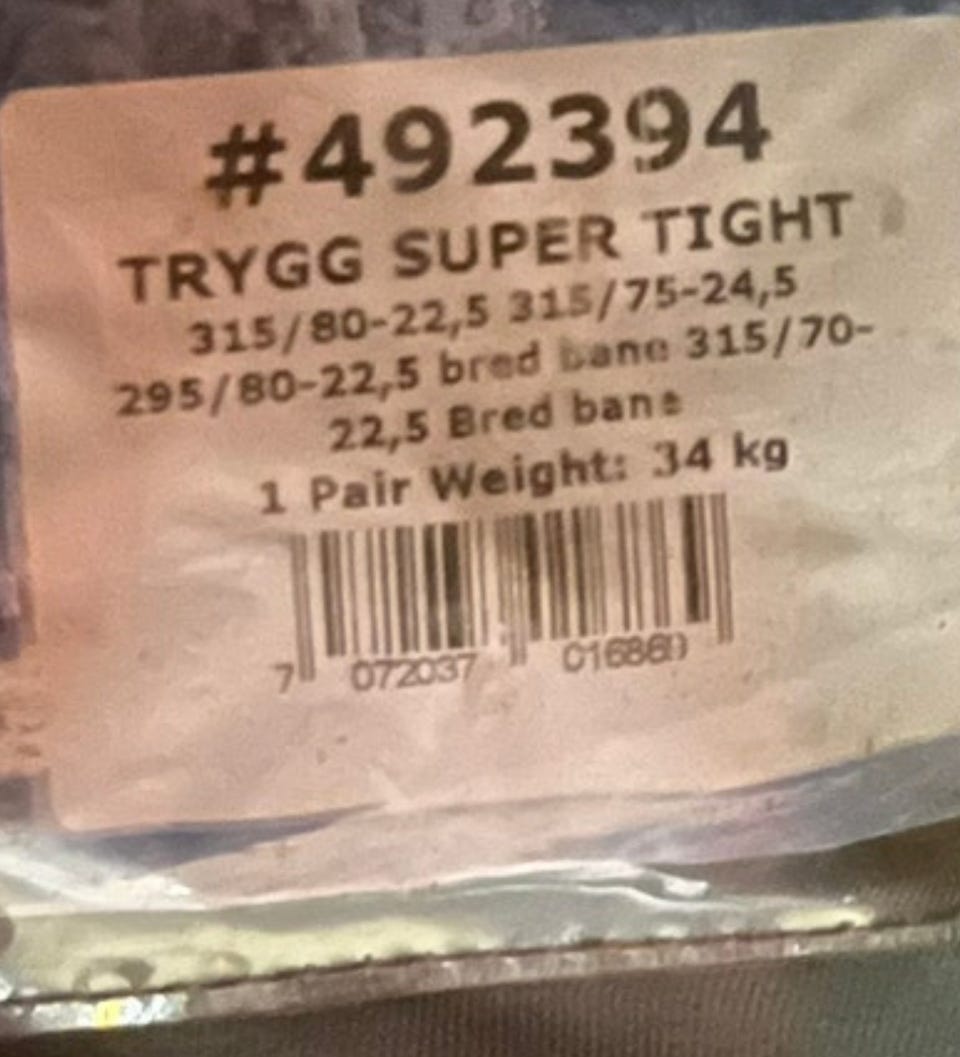 #492394
TRYGG SUPER TIGHT
315/80-22,5 315/75-24,5
295/80-22,5 bred bane 315/70-
22,5 Bred bane
1 Pair Weight: 34 kg
7 072037 016869